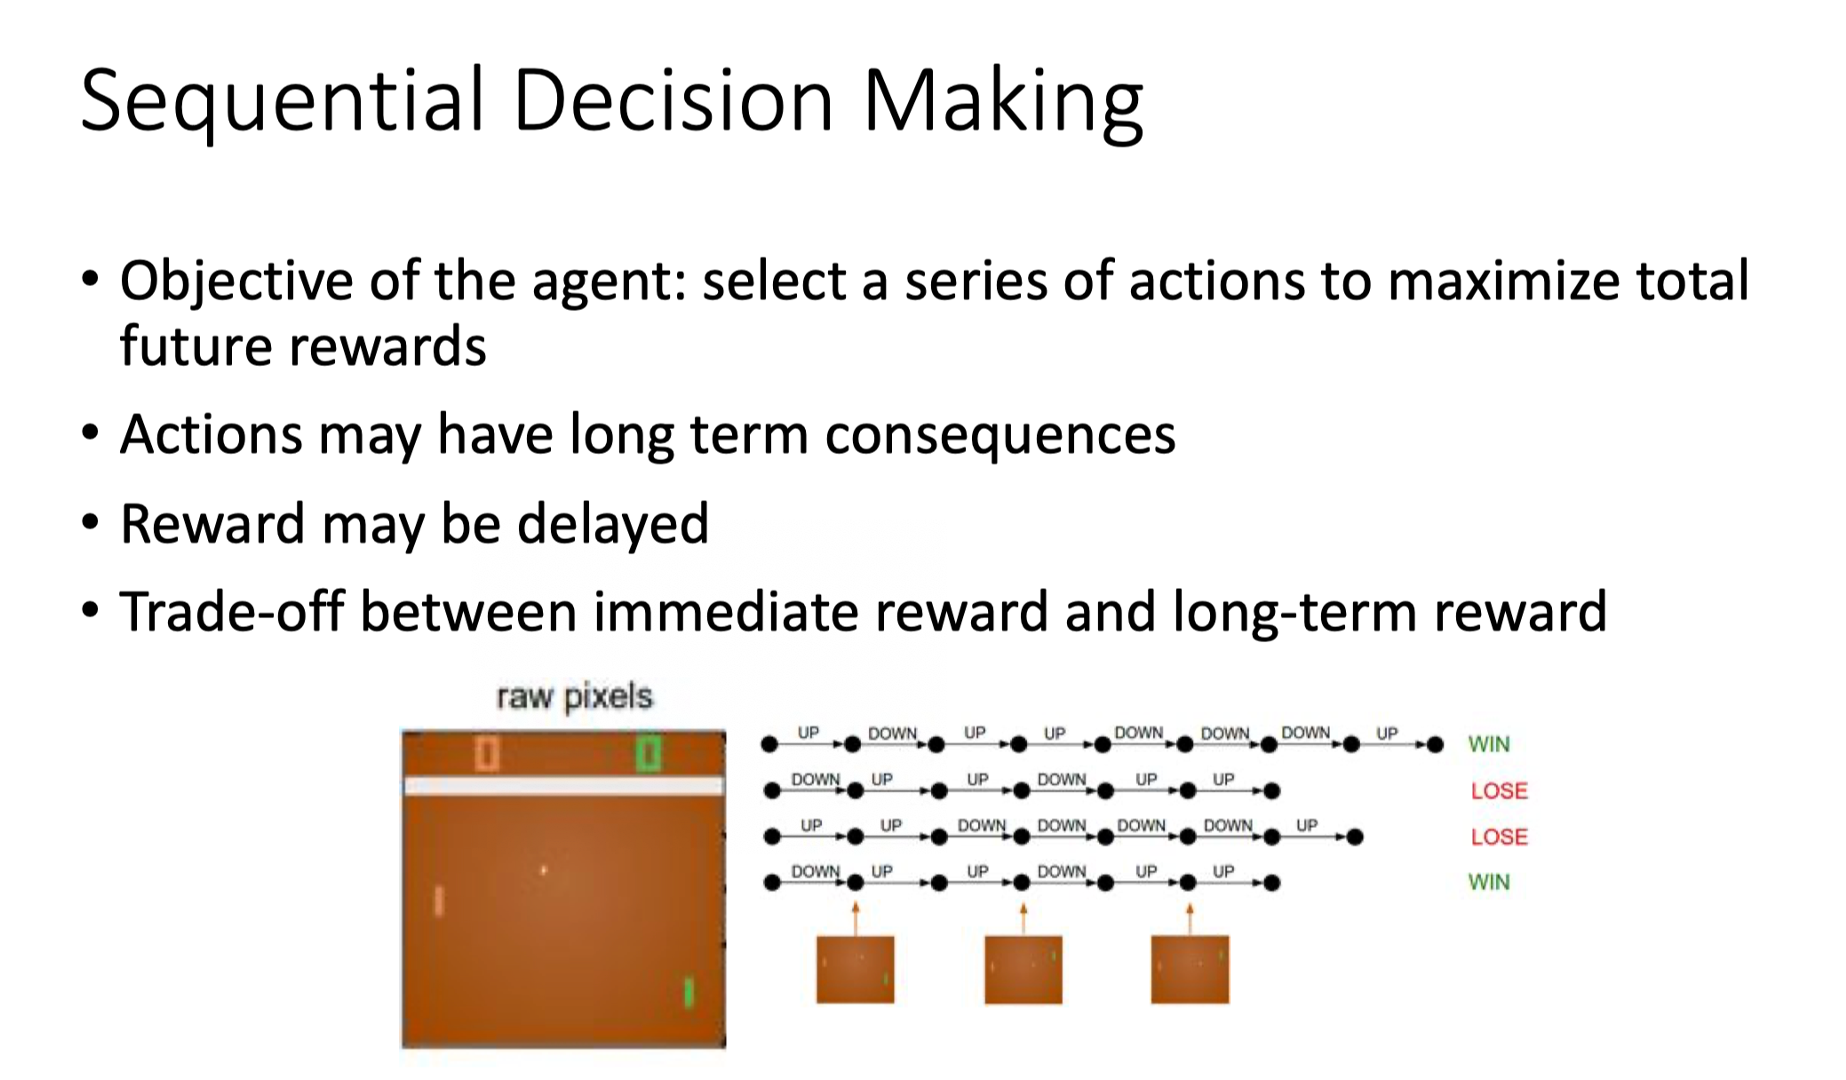 Sequential Decision Making
• Objective of the agent: select a series of actions to maximize total
future rewards
• Actions may have long term consequences
• Reward may be delayed
• Trade-off between immediate reward and long-term reward
raw pixels
0 0
UP DOWN UP UP DOWN DOWN DOWN UP WIN
DOWN UP UP DOWN UP UP LOSE
UP UP DOWN DOWN DOWN DOWN UP LOSE
DOWN UP UP DOWN UP UP WIN